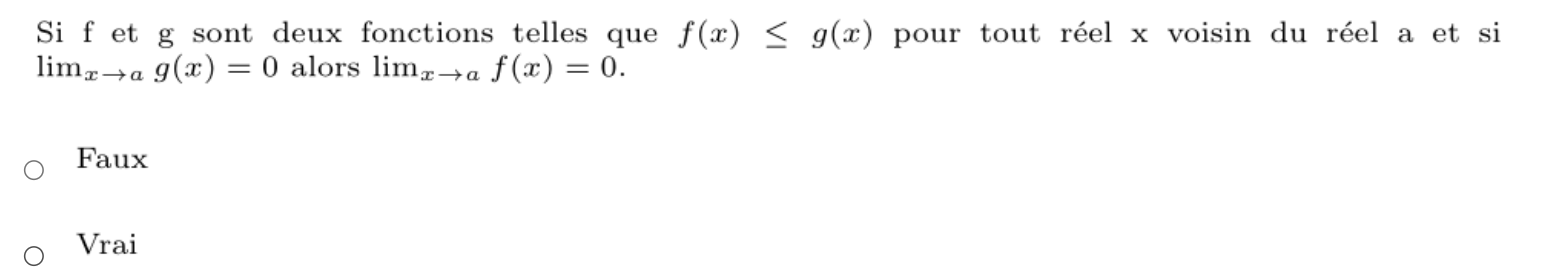 Si f et g sont deux fonctions telles que f(x) ≤ g(x) pour tout réel x voisin du réel a et si
lim_{x→a} g(x) = 0 alors lim_{x→a} f(x) = 0.
Faux
Vrai